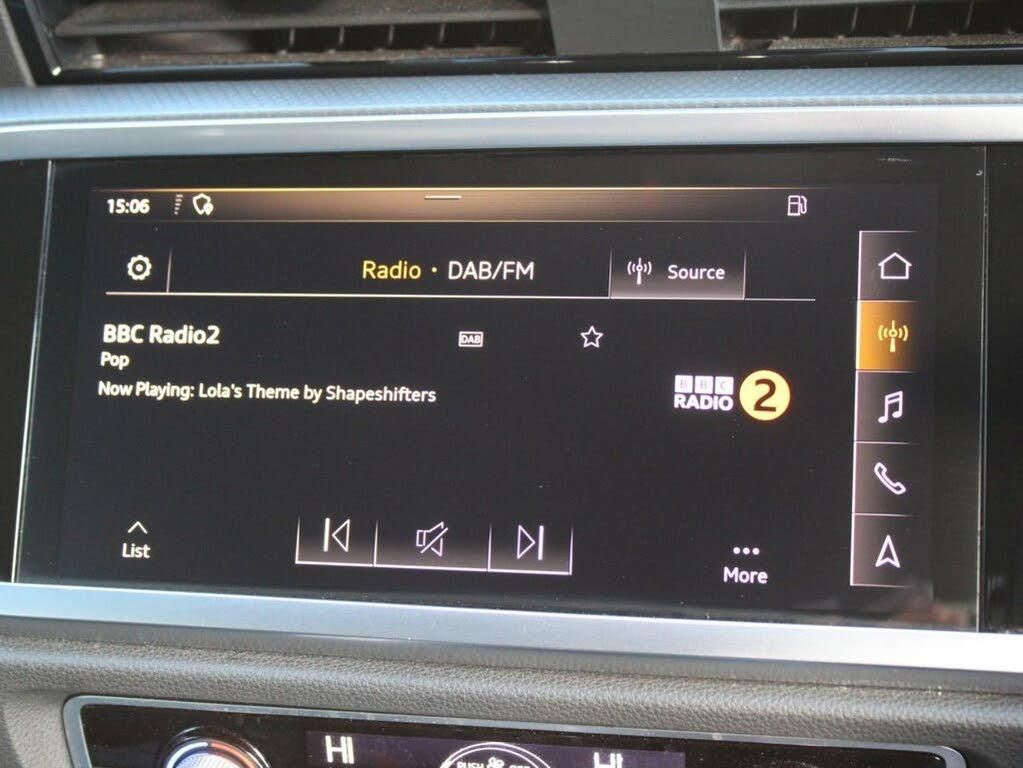 15:06
Radio · DAB/FM
Source
BBC Radio2
DAB
Pop
Now Playing: Lola's Theme by Shapeshifters
BBC
RADIO 2
List
More
HI
HI
PUSH